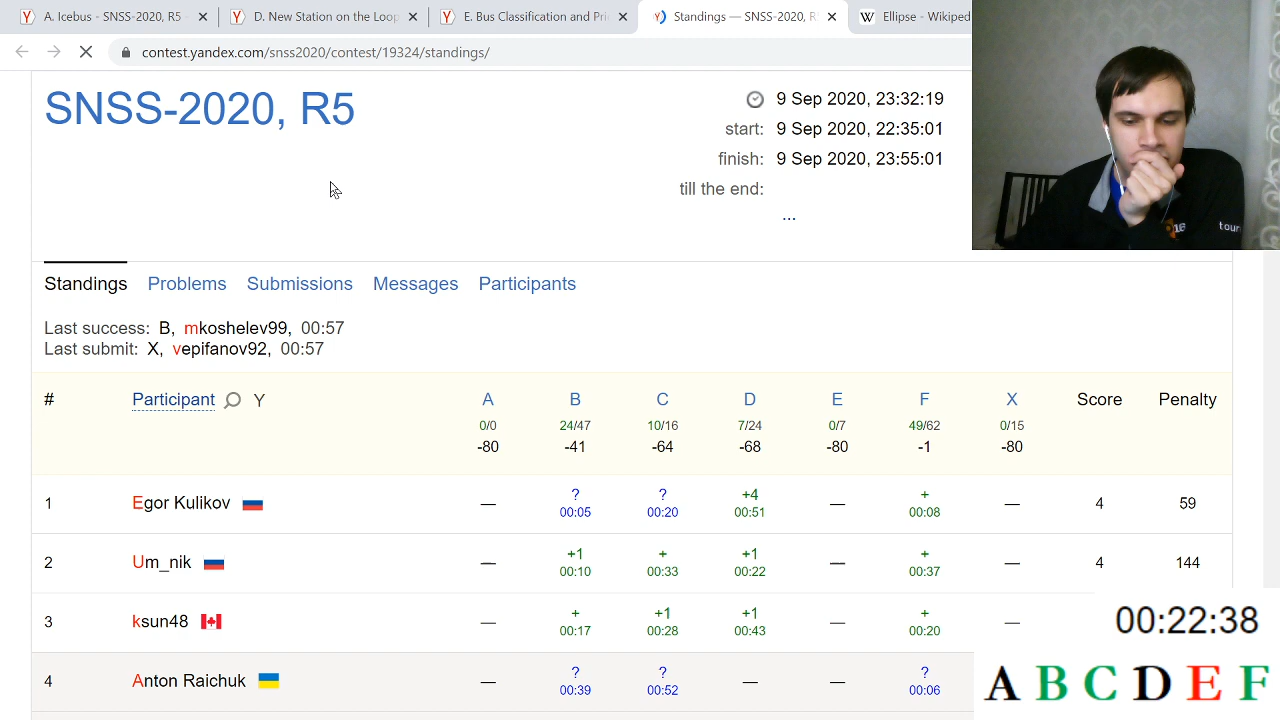 A. Icebus - SNSS-2020, R5 -
D. New Station on the Loop
E. Bus Classification and Pri
Standings — SNSS-2020, R5
Ellipse - Wikiped
contest.yandex.com/snss2020/contest/19324/standings/
SNSS-2020, R5
9 Sep 2020, 23:32:19
start: 9 Sep 2020, 22:35:01
finish: 9 Sep 2020, 23:55:01
till the end:
...
Standings Problems Submissions Messages Participants
Last success: B, mkoshelev99, 00:57
Last submit: X, vepifanov92, 00:57
# Participant Y A B C D E F X Score Penalty
0/0 24/47 10/16 7/24 0/7 49/62 0/15
-80 -41 -64 -68 -80 -1 -80
1 Egor Kulikov — ? ? +4 — + — 4 59
00:05 00:20 00:51 00:08
2 Um_nik — +1 + +1 — + — 4 144
00:10 00:33 00:22 00:37
3 ksun48 — + +1 +1 — + —
00:17 00:28 00:43 00:20
4 Anton Raichuk — ? ? — — ?
00:39 00:52 00:06
00:22:38
A B C D E F